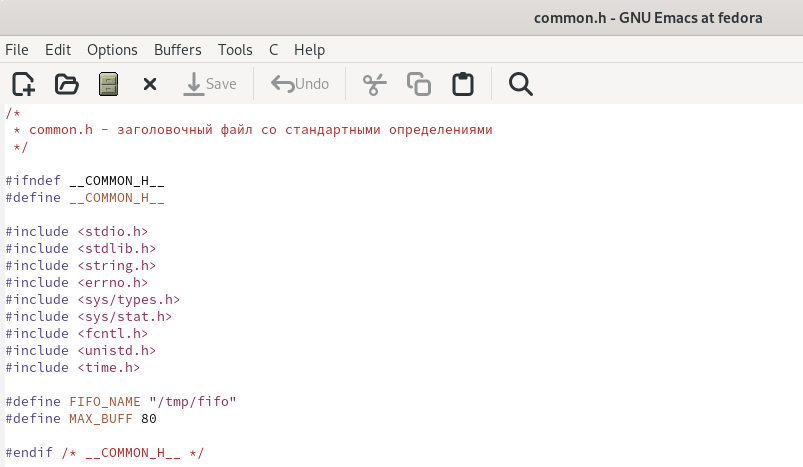 common.h - GNU Emacs at fedora
File Edit Options Buffers Tools C Help
Save Undo
/*
 * common.h - заголовочный файл со стандартными определениями
 */
#ifndef __COMMON_H__
#define __COMMON_H__
#include <stdio.h>
#include <stdlib.h>
#include <string.h>
#include <errno.h>
#include <sys/types.h>
#include <sys/stat.h>
#include <fcntl.h>
#include <unistd.h>
#include <time.h>
#define FIFO_NAME "/tmp/fifo"
#define MAX_BUFF 80
#endif /* __COMMON_H__ */